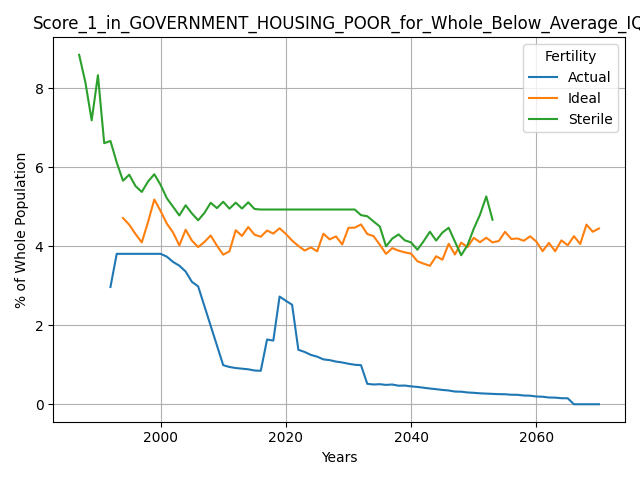 Score_1_in_GOVERNMENT_HOUSING_POOR_for_Whole_Below_Average_IQ
Fertility
Actual
Ideal
Sterile
% of Whole Population
8
6
4
2
0
2000 2020 2040 2060
Years